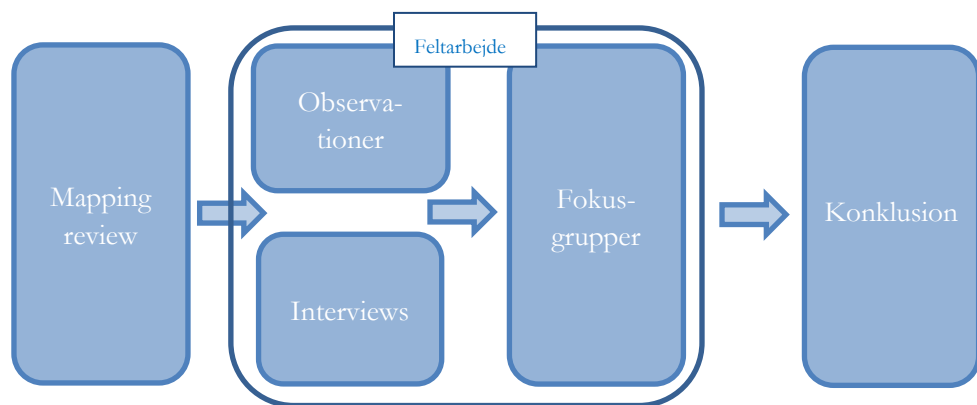 Feltarbejde
Mapping
review
Observa-
tioner
Interviews
Fokus-
grupper
Konklusion